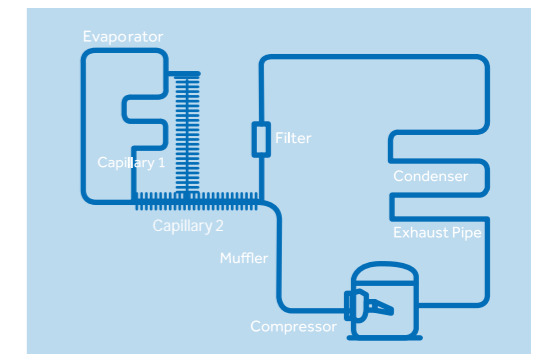 Evaporator
Filter
Capillary 1
Condenser
Capillary 2
Exhaust Pipe
Muffler
Compressor